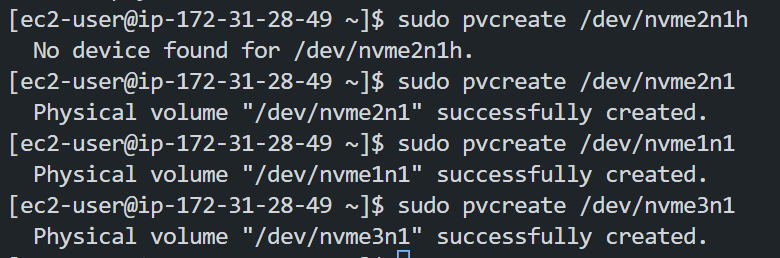 [ec2-user@ip-172-31-28-49 ~]$ sudo pvcreate /dev/nvme2n1h
  No device found for /dev/nvme2n1h.
[ec2-user@ip-172-31-28-49 ~]$ sudo pvcreate /dev/nvme2n1
  Physical volume "/dev/nvme2n1" successfully created.
[ec2-user@ip-172-31-28-49 ~]$ sudo pvcreate /dev/nvme1n1
  Physical volume "/dev/nvme1n1" successfully created.
[ec2-user@ip-172-31-28-49 ~]$ sudo pvcreate /dev/nvme3n1
  Physical volume "/dev/nvme3n1" successfully created.